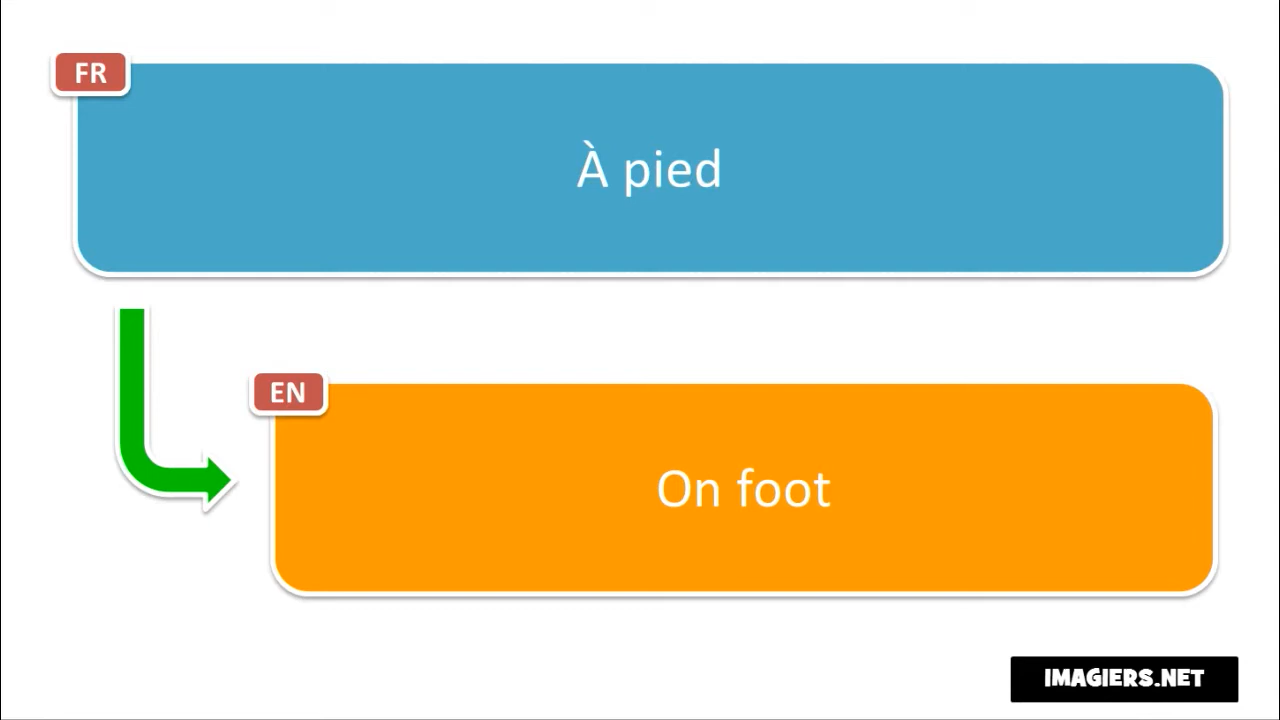 FR
À pied
EN
On foot
IMAGIERS.NET